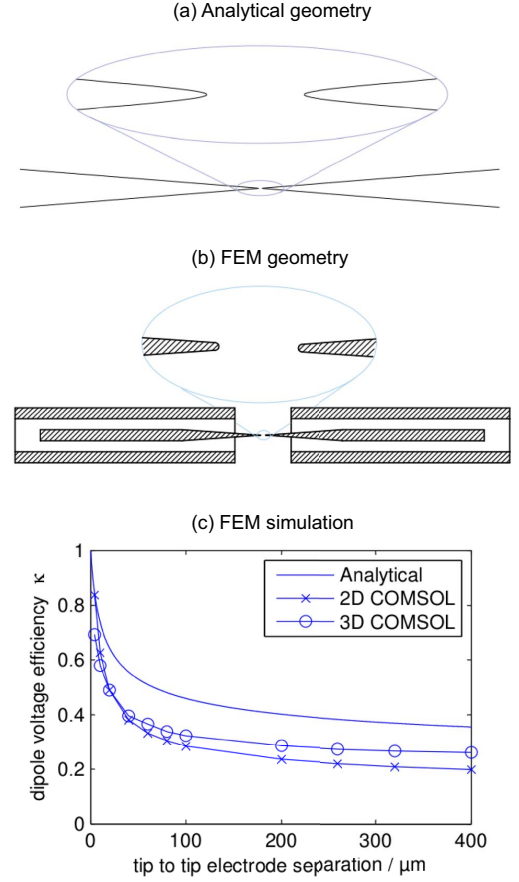 (a) Analytical geometry
(b) FEM geometry
(c) FEM simulation
1
0.8
0.6
0.4
0.2
0
dipole voltage efficiency κ
Analytical
2D COMSOL
3D COMSOL
0 100 200 300 400
tip to tip electrode separation / μm